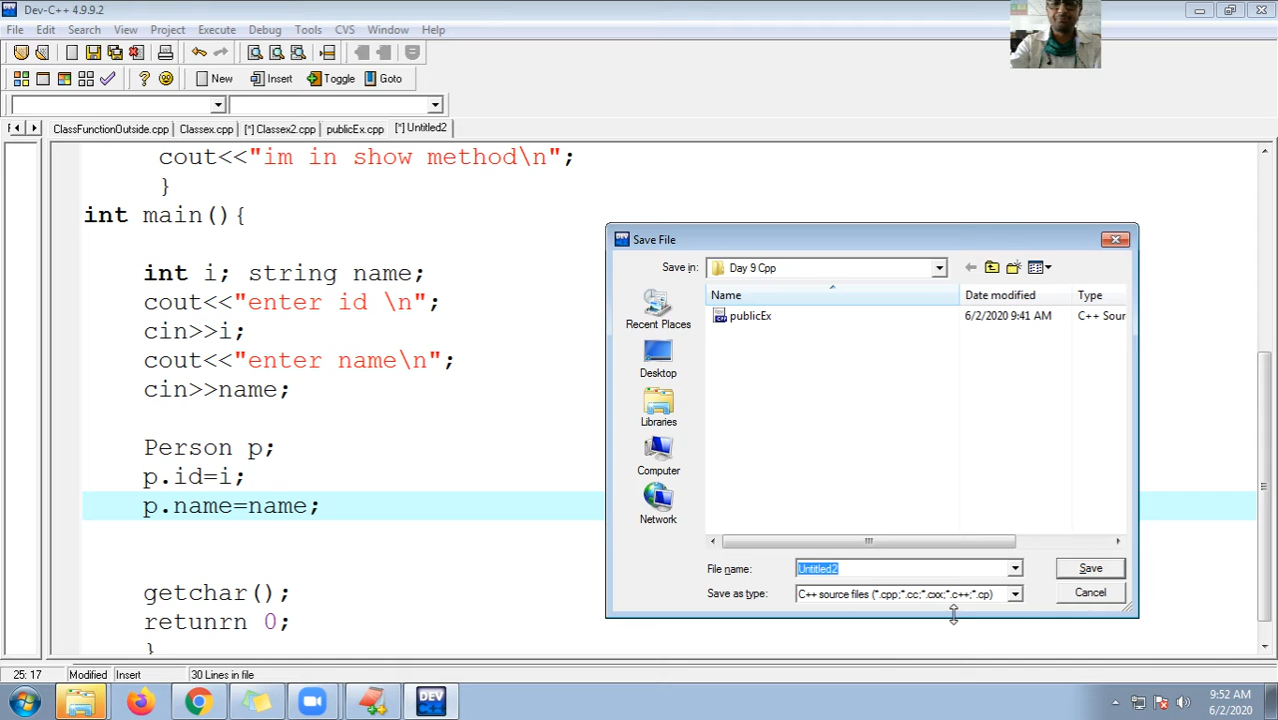 Dev-C++ 4.9.9.2
File Edit Search View Project Execute Debug Tools CVS Window Help
New Insert Toggle Goto
ClassFunctionOutside.cpp Classex.cpp [*] Classex2.cpp publicEx.cpp [*] Untitled2
cout<<"im in show method\n";
}
int main(){
int i; string name;
cout<<"enter id \n";
cin>>i;
cout<<"enter name\n";
cin>>name;
Person p;
p.id=i;
p.name=name;
getchar();
retunrn 0;
}
Save File
Save in: Day 9 Cpp
Name Date modified Type
publicEx 6/2/2020 9:41 AM C++ Sour
Recent Places
Desktop
Libraries
Computer
Network
File name: Untitled2 Save
Save as type: C++ source files (*.cpp;*.cc;*.cxx;*.c++;*.cp) Cancel
25: 17 Modified Insert 30 Lines in file
DEV
9:52 AM
6/2/2020